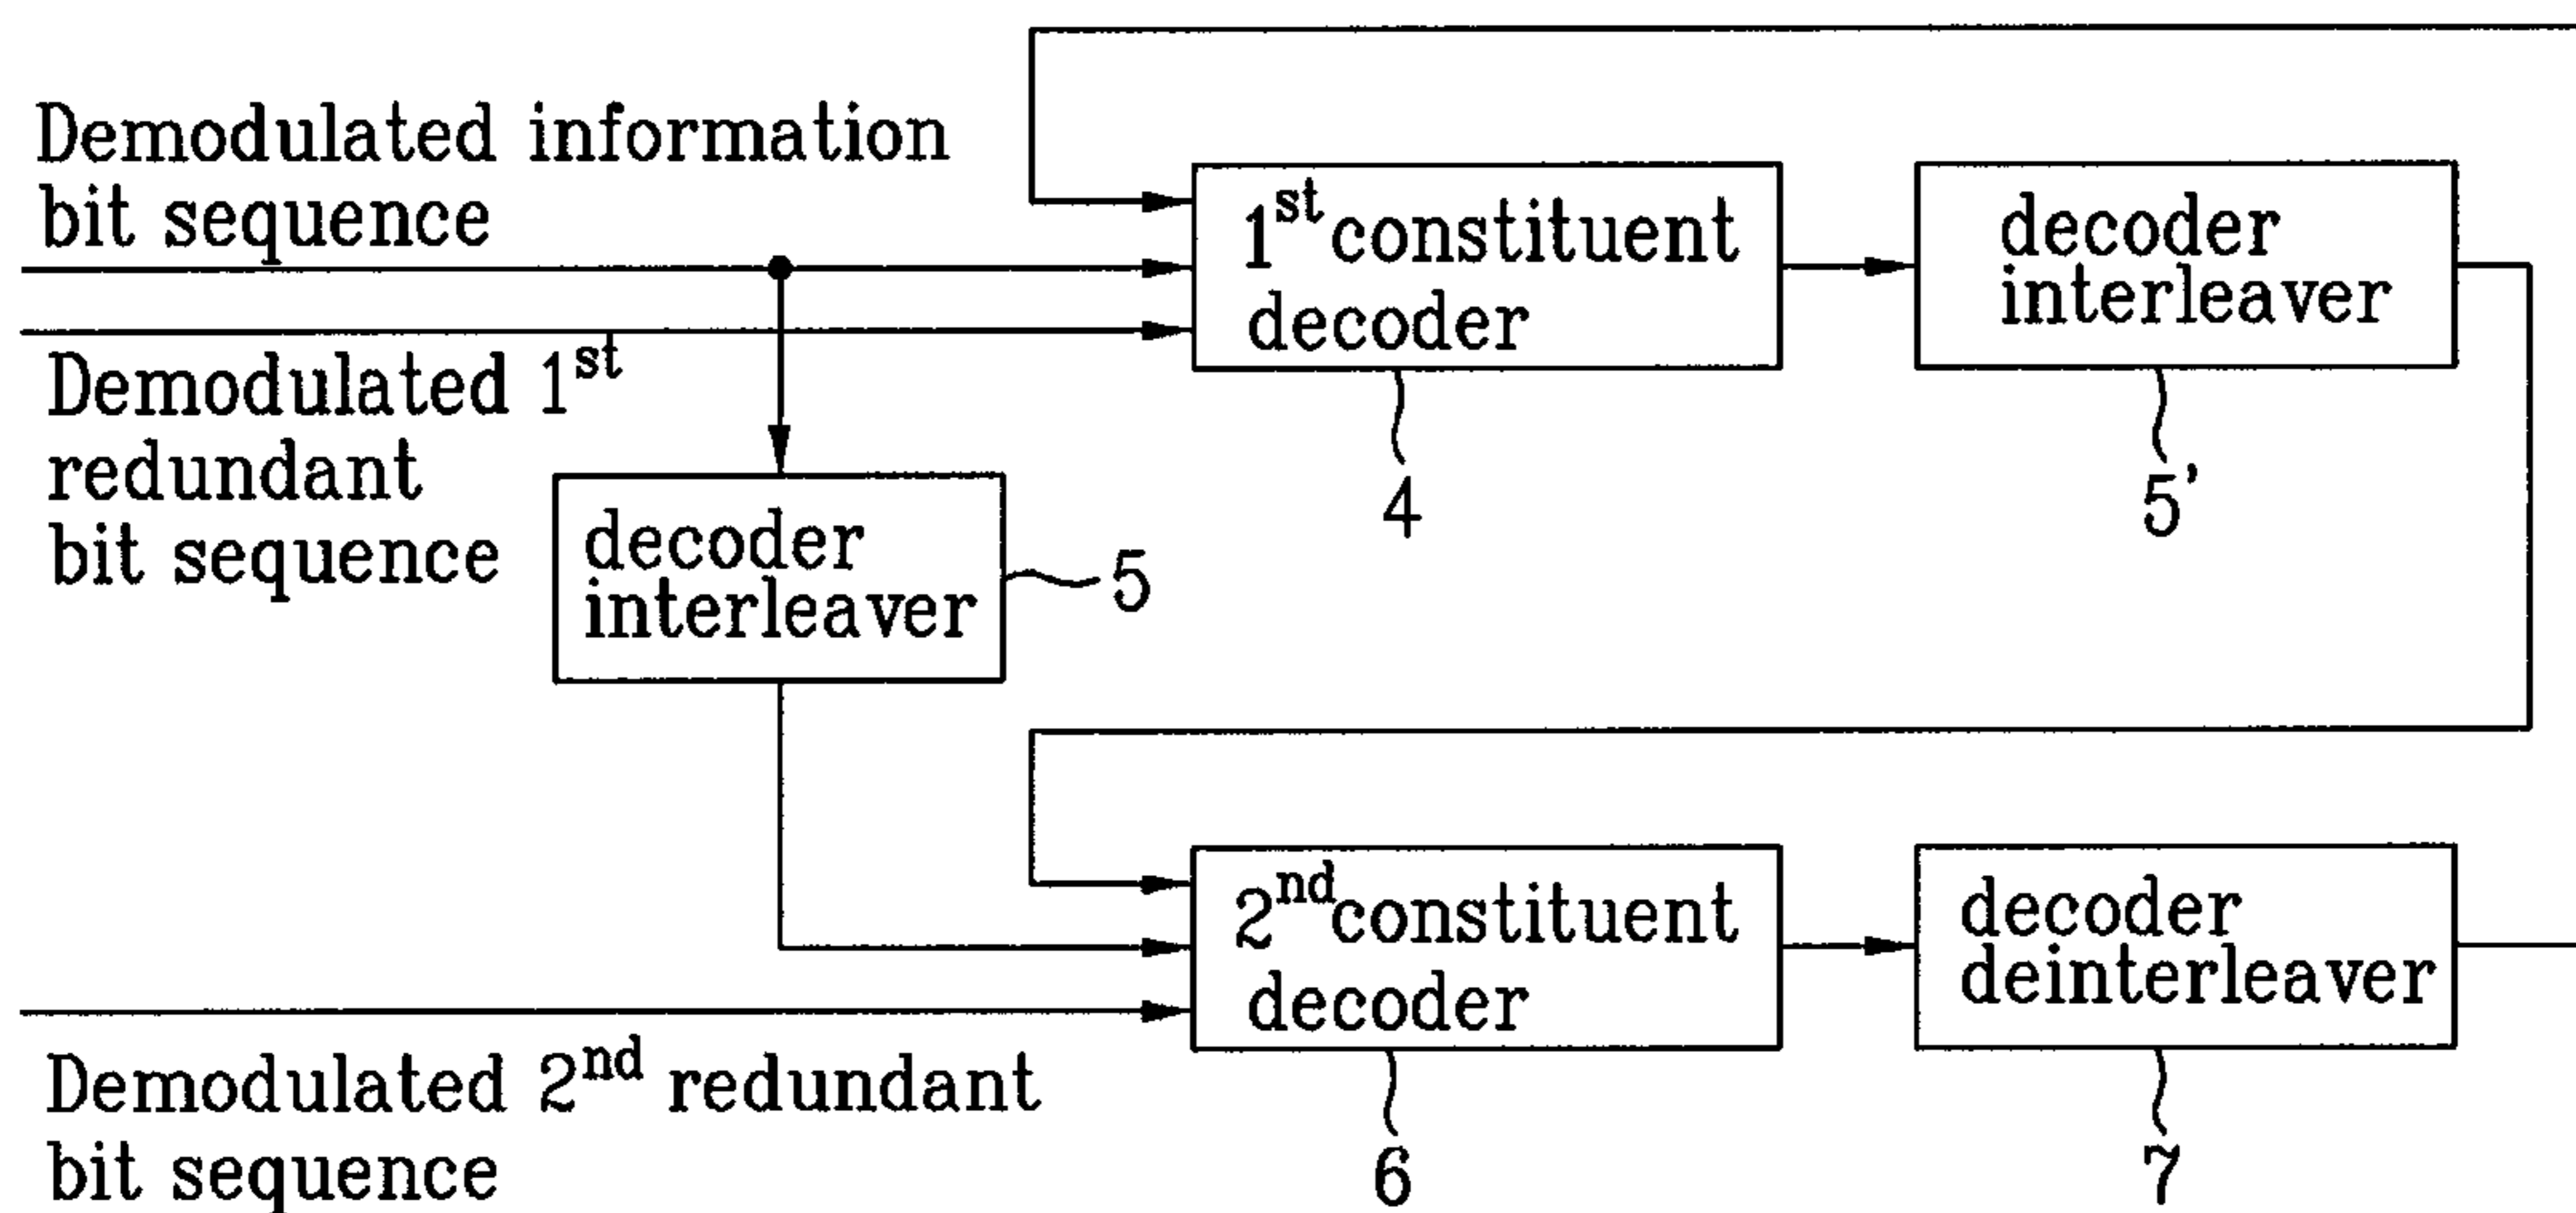 Demodulated information
bit sequence
1st constituent
decoder
decoder
interleaver
Demodulated 1st
redundant
bit sequence
4
5'
decoder
interleaver
5
2nd constituent
decoder
decoder
deinterleaver
Demodulated 2nd redundant
bit sequence
6
7